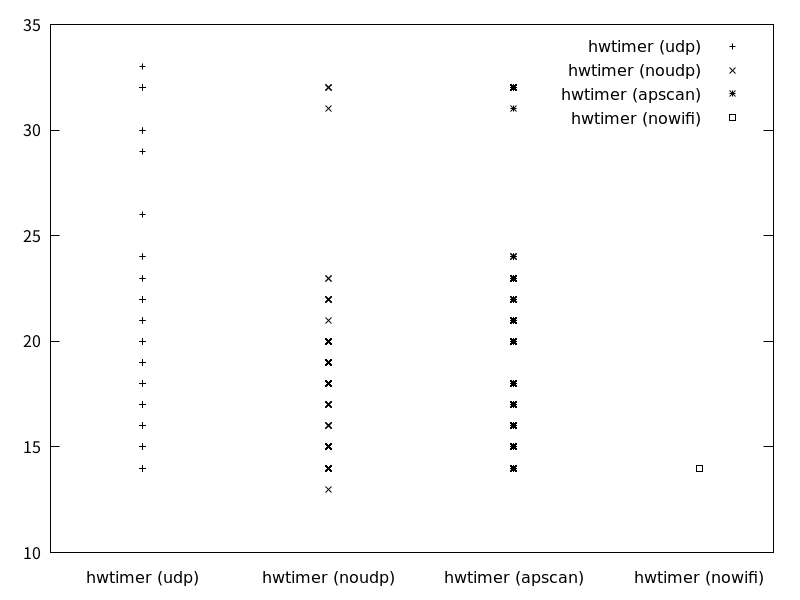 35
30
25
20
15
10
hwtimer (udp)
hwtimer (noudp)
hwtimer (apscan)
hwtimer (nowifi)
hwtimer (udp)
hwtimer (noudp)
hwtimer (apscan)
hwtimer (nowifi)